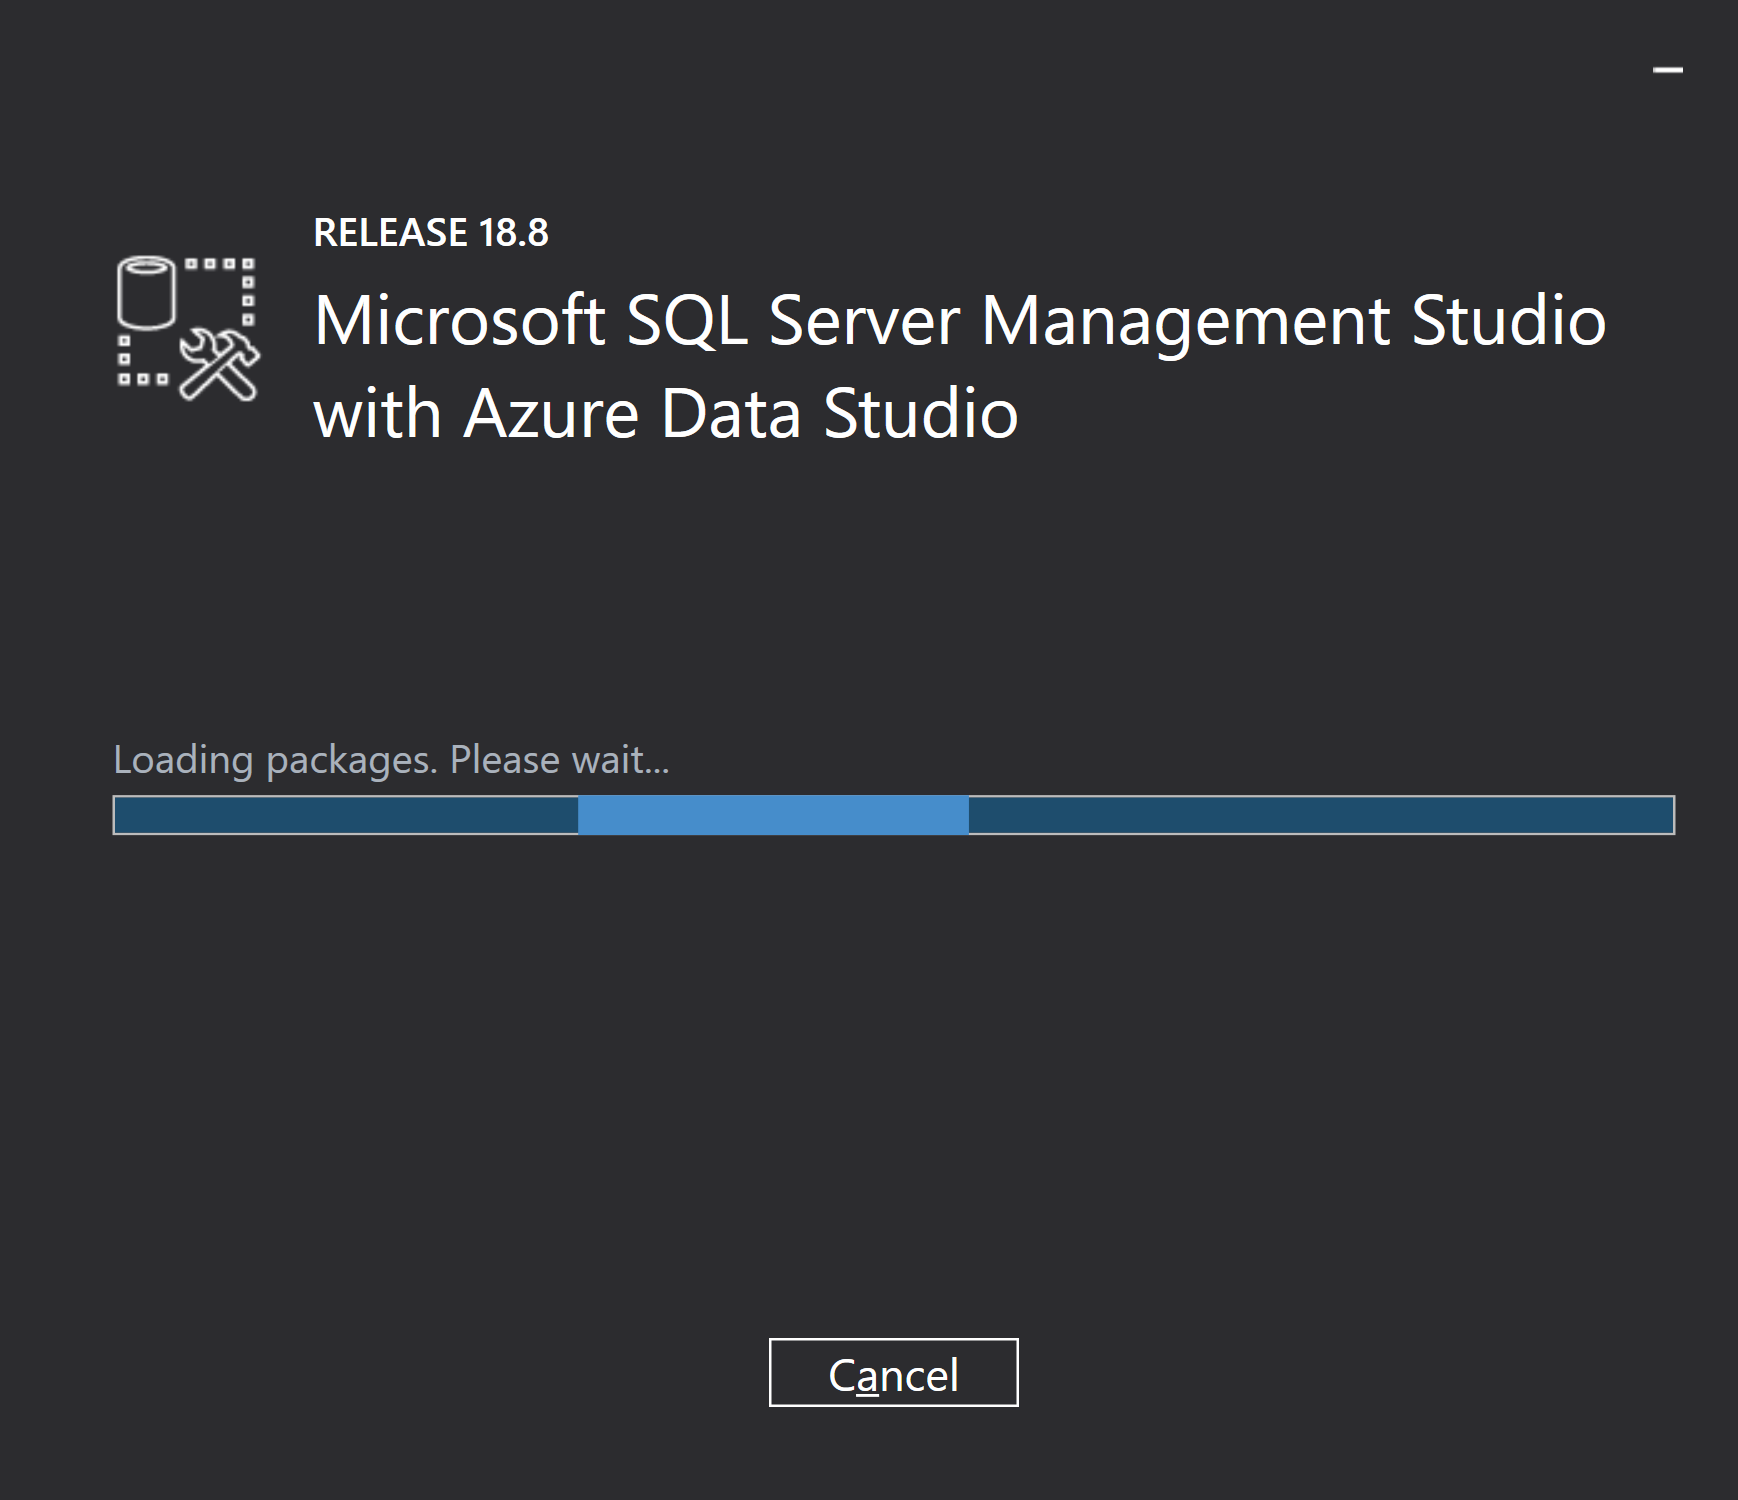 RELEASE 18.8
Microsoft SQL Server Management Studio
with Azure Data Studio
Loading packages. Please wait...
Cancel